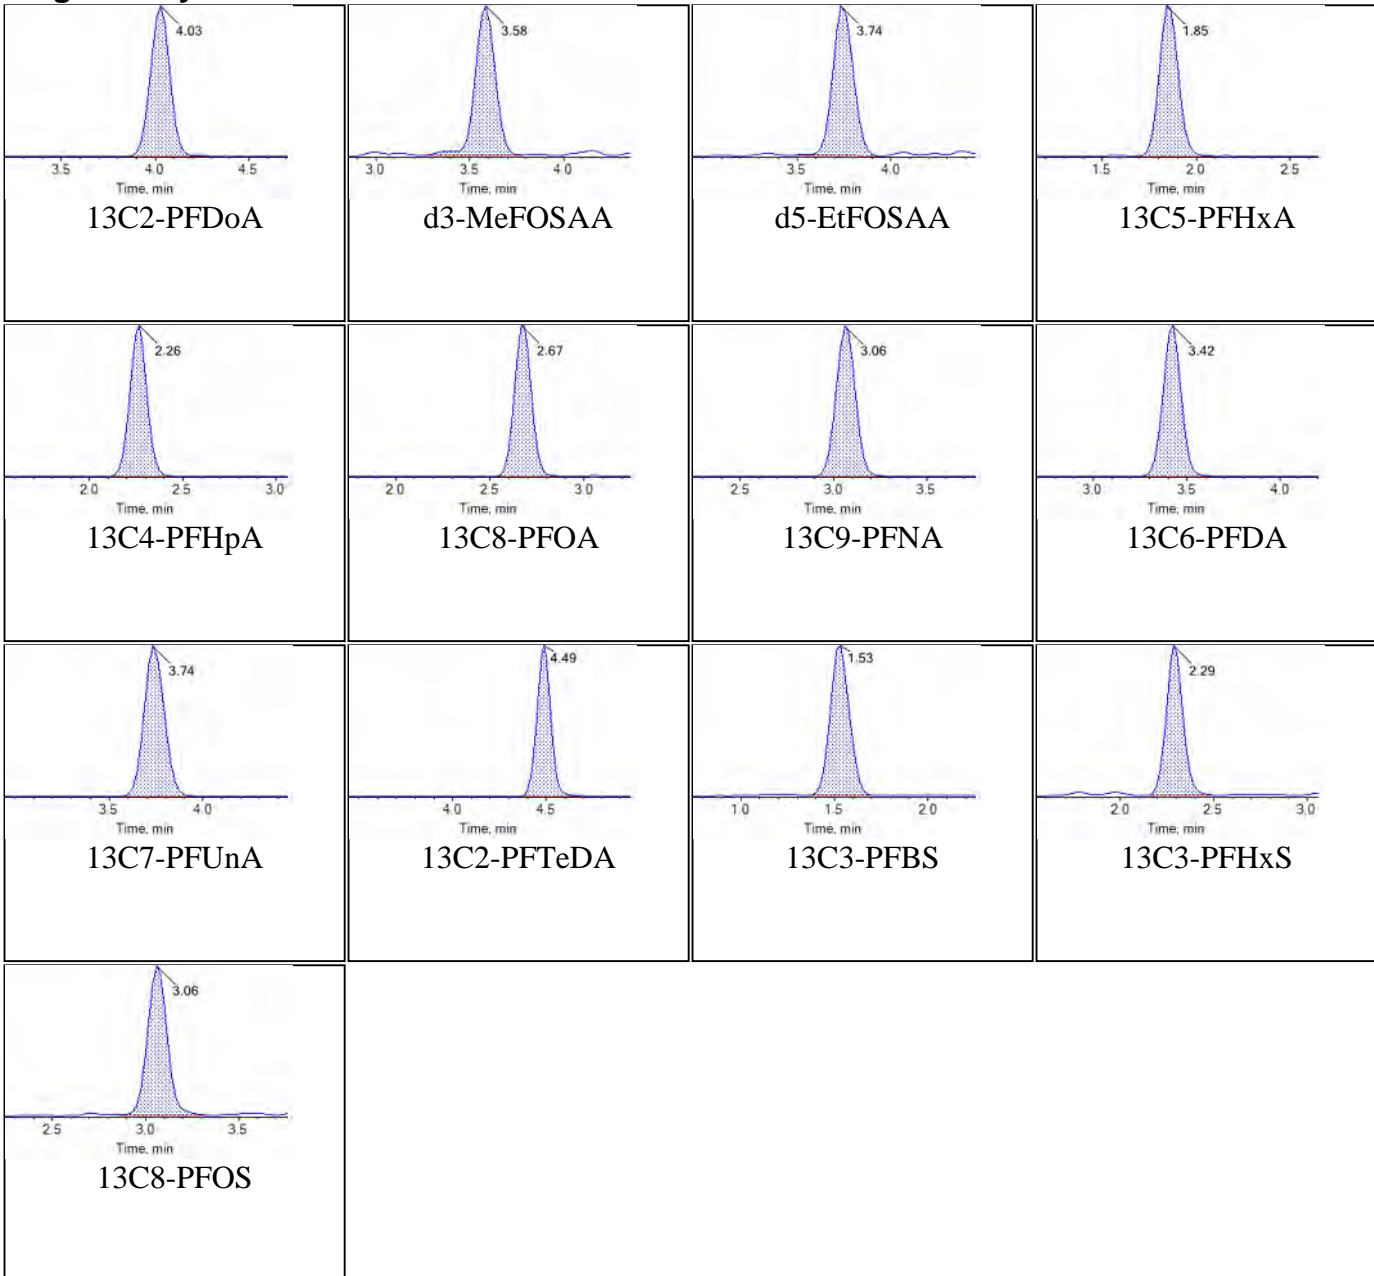 4.03
3.5 4.0 4.5
Time, min
13C2-PFDoA
3.58
3.0 3.5 4.0
Time, min
d3-MeFOSAA
3.74
3.5 4.0
Time, min
d5-EtFOSAA
1.85
1.5 2.0 2.5
Time, min
13C5-PFHxA
2.26
2.0 2.5 3.0
Time, min
13C4-PFHpA
2.67
2.0 2.5 3.0
Time, min
13C8-PFOA
3.06
2.5 3.0 3.5
Time, min
13C9-PFNA
3.42
3.0 3.5 4.0
Time, min
13C6-PFDA
3.74
3.5 4.0
Time, min
13C7-PFUnA
4.49
4.0 4.5
Time, min
13C2-PFTeDA
1.53
1.0 1.5 2.0
Time, min
13C3-PFBS
2.29
2.0 2.5 3.0
Time, min
13C3-PFHxS
3.06
2.5 3.0 3.5
Time, min
13C8-PFOS